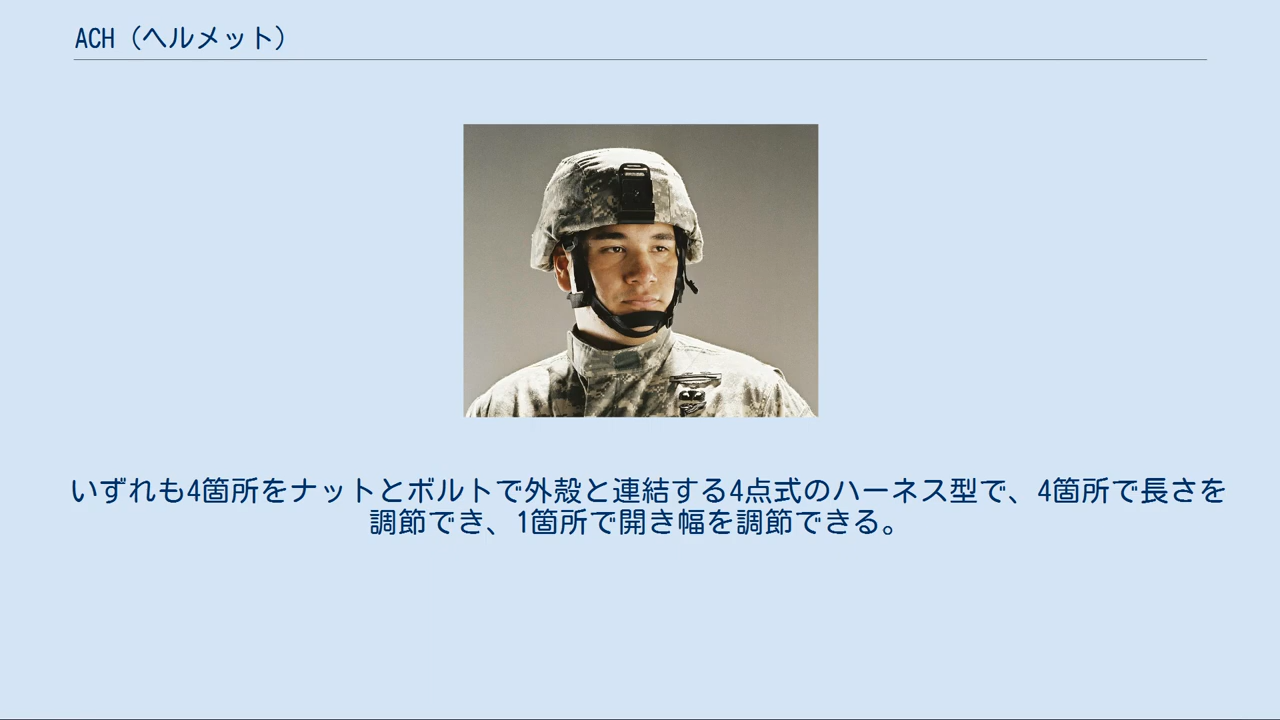 ACH（ヘルメット）
いずれも4箇所をナットとボルトで外殻と連結する4点式のハーネス型で、4箇所で長さを
調節でき、1箇所で開き幅を調節できる。